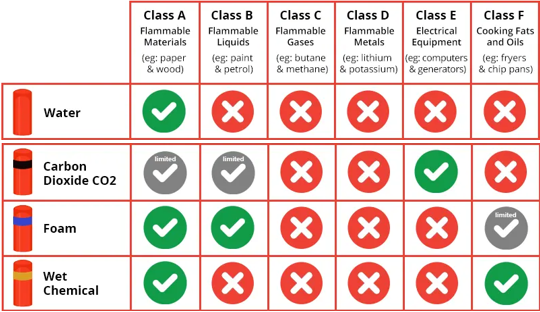 Class A
Flammable
Materials
(eg: paper
& wood)
Class B
Flammable
Liquids
(eg: paint
& petrol)
Class C
Flammable
Gases
(eg: butane
& methane)
Class D
Flammable
Metals
(eg: lithium
& potassium)
Class E
Electrical
Equipment
(eg: computers
& generators)
Class F
Cooking Fats
and Oils
(eg: fryers
& chip pans)
Water
Carbon
Dioxide CO2
limited
limited
Foam
limited
Wet
Chemical